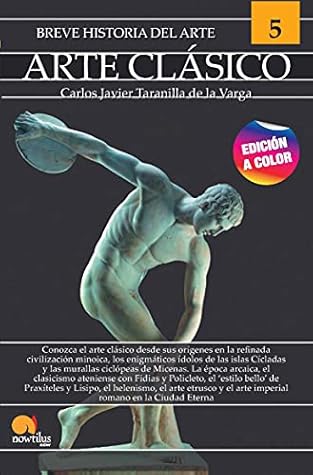 BREVE HISTORIA DEL ARTE
5
ARTE CLÁSICO
Carlos Javier Taranilla de la Varga
EDICIÓN
A COLOR
Conozca el arte clásico desde sus orígenes en la refinada
civilización minoica, los enigmáticos ídolos de las islas Cícladas
y las murallas ciclópeas de Micenas. La época arcaica, el
clasicismo ateniense con Fidias y Policleto, el 'estilo bello' de
Praxíteles y Lisipo, el helenismo, el arte etrusco y el arte imperial
romano en la Ciudad Eterna
nowtilus